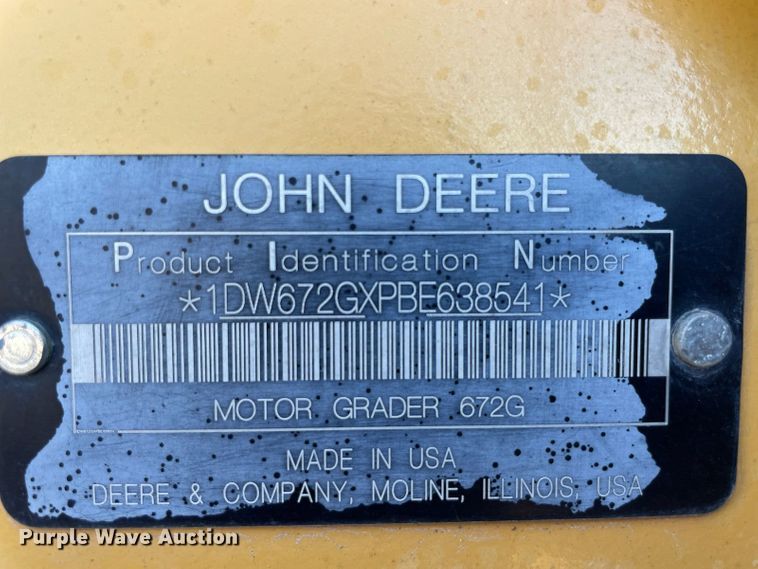 JOHN DEERE
Product Identification Number
*1DW672GXPBE638541*
MOTOR GRADER 672G
MADE IN USA
DEERE & COMPANY, MOLINE, ILLINOIS, USA
Purple Wave Auction